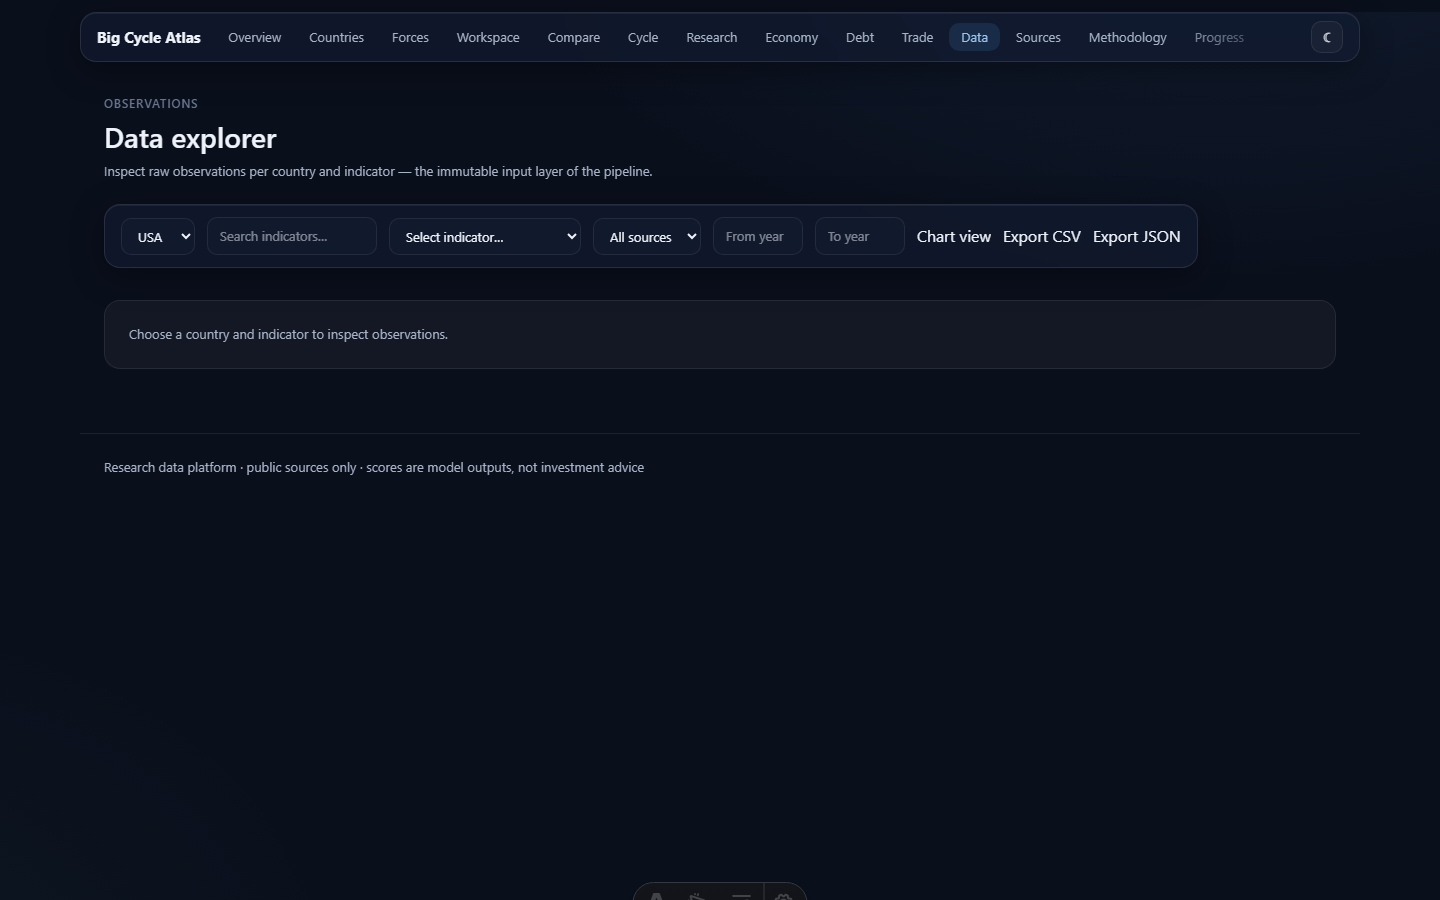 Big Cycle Atlas Overview Countries Forces Workspace Compare Cycle Research Economy Debt Trade Data Sources Methodology Progress
OBSERVATIONS
Data explorer
Inspect raw observations per country and indicator — the immutable input layer of the pipeline.
USA Search indicators... Select indicator... All sources From year To year Chart view Export CSV Export JSON
Choose a country and indicator to inspect observations.
Research data platform · public sources only · scores are model outputs, not investment advice